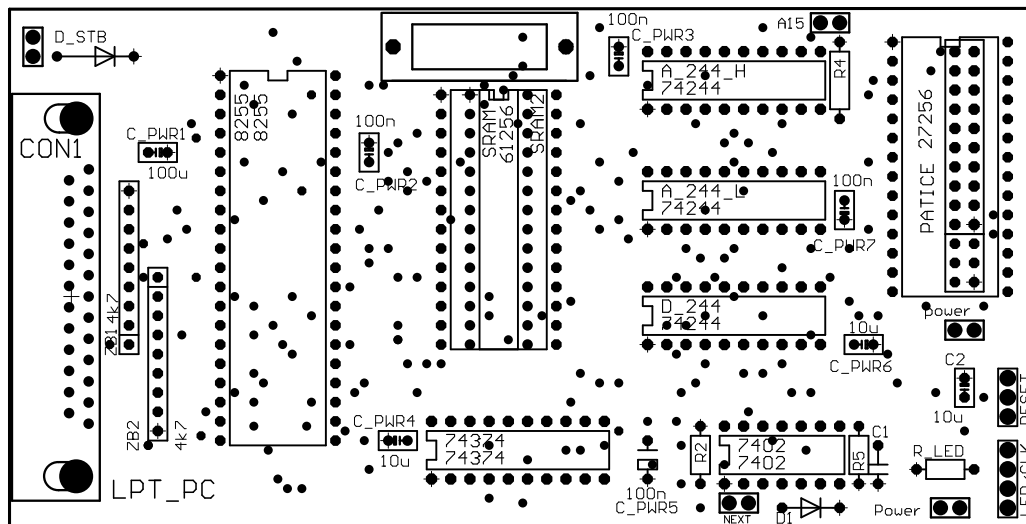 D_STB
100n
C_PWR3
A15
R4
A_244_H
74244
8255
8255
SRAM
61256
SRAM2
PATICE 27256
CON1
C_PWR1
100u
100n
C_PWR2
A_244_L
74244
100n
C_PWR7
D_244
74244
power
10u
C_PWR6
ZB1
4k7
C2
10u
RESET
ZB2
4k7
C_PWR4
10u
74374
74374
R2
7402
7402
R5
C1
R_LED
LED/CLK
LPT_PC
100n
C_PWR5
NEXT
D1
Power